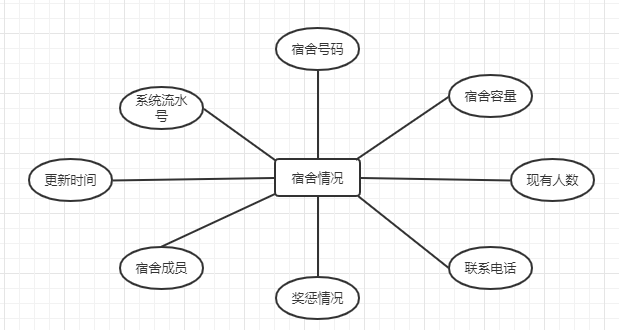 宿舍号码
系统流水
号
宿舍容量
更新时间
宿舍情况
现有人数
宿舍成员
联系电话
奖惩情况